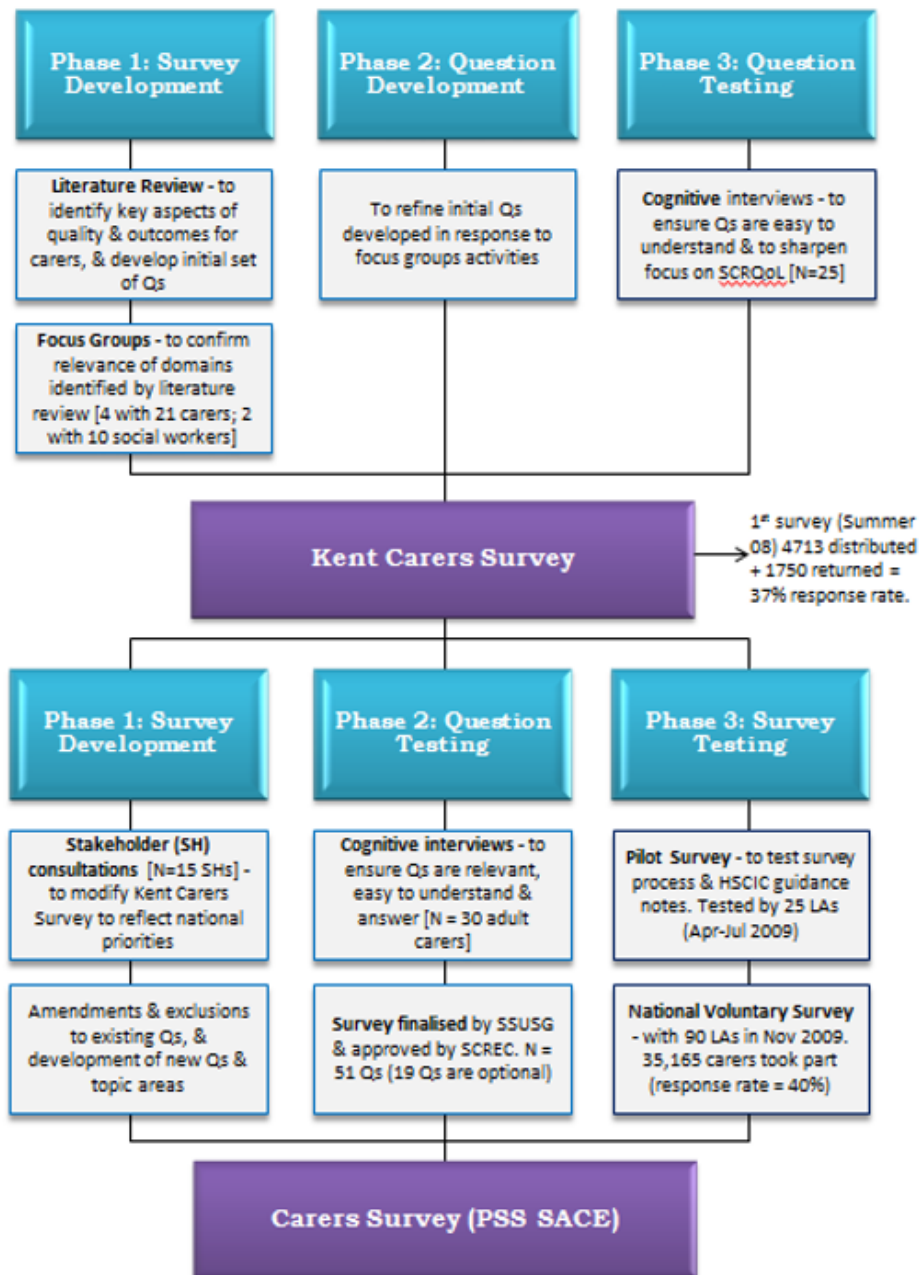 Phase 1: Survey
Development
Phase 2: Question
Development
Phase 3: Question
Testing
Literature Review - to
identify key aspects of
quality & outcomes for
carers, & develop initial set
of Qs
To refine initial Qs
developed in response to
focus groups activities
Cognitive interviews - to
ensure Qs are easy to
understand & to sharpen
focus on SCRQoL [N=25]
Focus Groups - to confirm
relevance of domains
identified by literature
review [4 with 21 carers; 2
with 10 social workers]
Kent Carers Survey
1st survey (Summer
08) 4713 distributed
+ 1750 returned =
37% response rate.
Phase 1: Survey
Development
Phase 2: Question
Testing
Phase 3: Survey
Testing
Stakeholder (SH)
consultations [N=15 SHs] -
to modify Kent Carers
Survey to reflect national
priorities
Cognitive interviews - to
ensure Qs are relevant,
easy to understand &
answer [N = 30 adult
carers]
Pilot Survey - to test survey
process & HSCIC guidance
notes. Tested by 25 LAs
(Apr-Jul 2009)
Amendments & exclusions
to existing Qs, &
development of new Qs &
topic areas
Survey finalised by SSUSG
& approved by SCREC. N =
51 Qs (19 Qs are optional)
National Voluntary Survey
- with 90 LAs in Nov 2009.
35,165 carers took part
(response rate = 40%)
Carers Survey (PSS SACE)